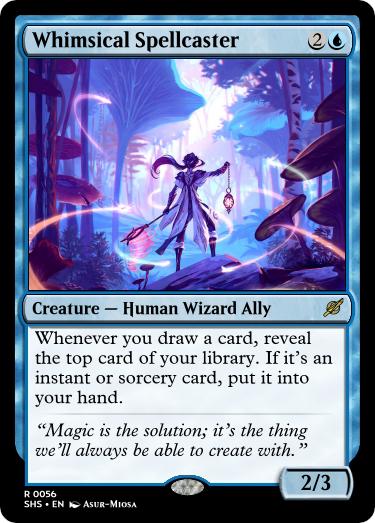 Whimsical Spellcaster 2
Creature — Human Wizard Ally
Whenever you draw a card, reveal
the top card of your library. If it's an
instant or sorcery card, put it into
your hand.
“Magic is the solution; it's the thing
we'll always be able to create with.”
2/3
R 0056
SHS • EN Asur-Miosa